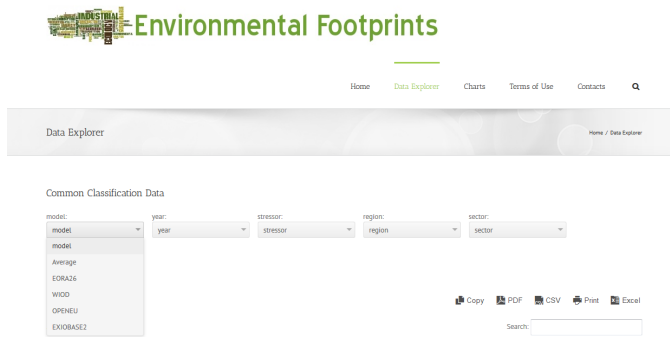 INDUSTRIAL
ECOLOGY
Environmental Footprints
Home Data Explorer Charts Terms of Use Contacts
Data Explorer
Home / Data Explorer
Common Classification Data
model: year: stressor: region: sector:
model year stressor region sector
model
Average
EORA26
WIOD
OPENEU
EXIOBASE2
Copy PDF CSV Print Excel
Search: